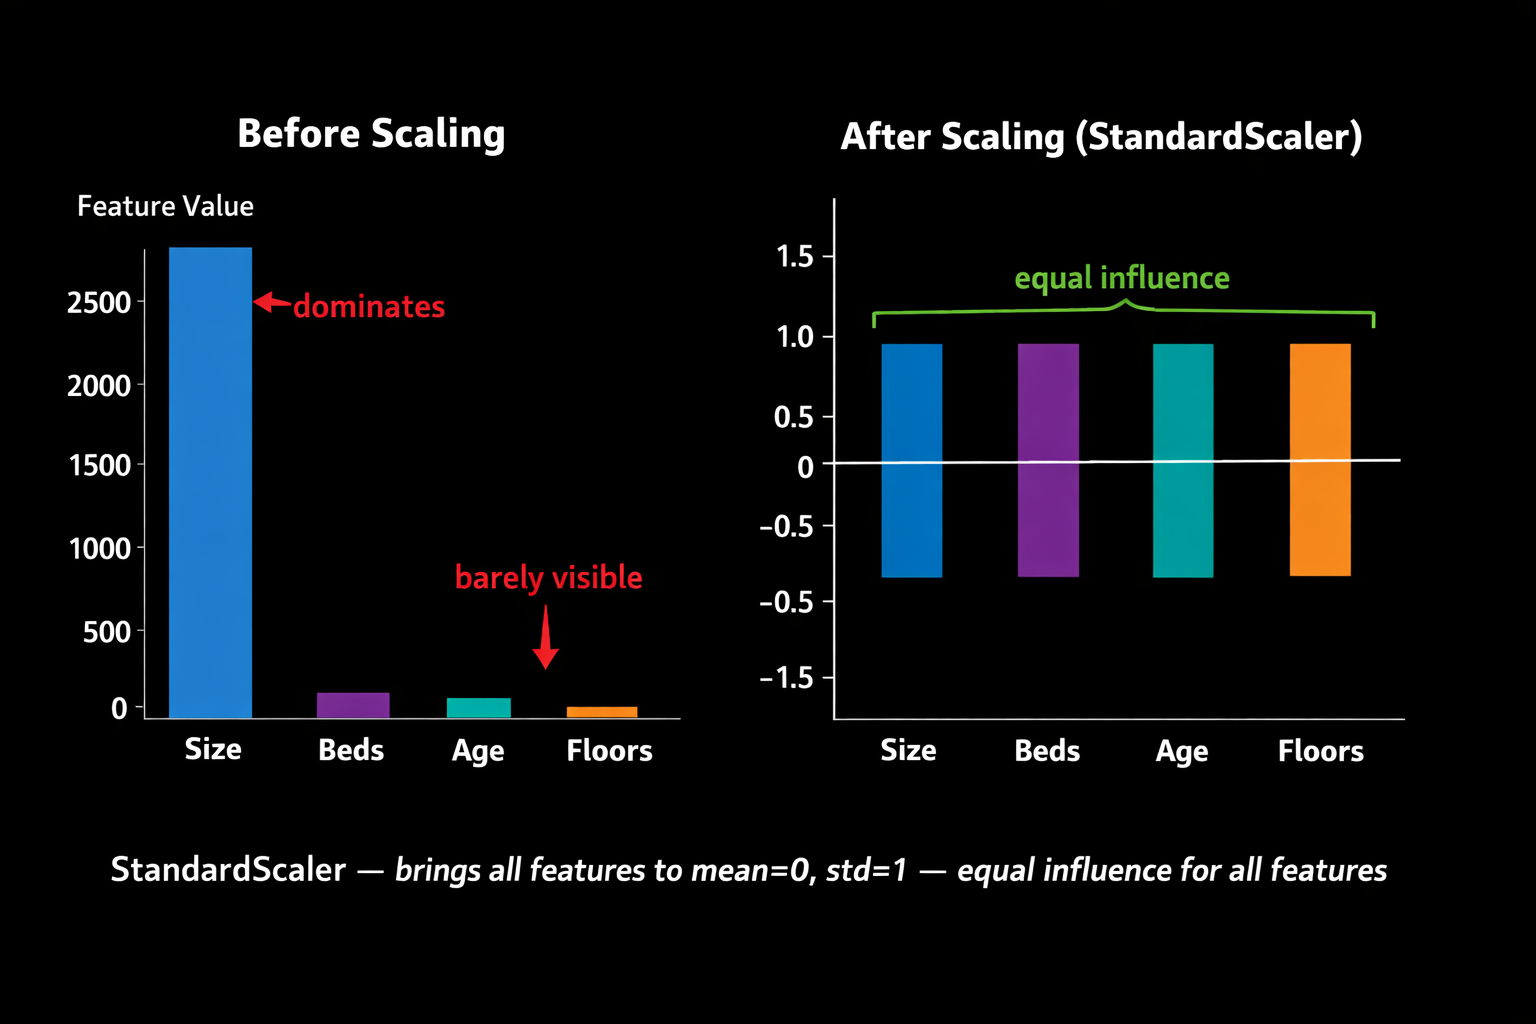 Before Scaling
Feature Value
2500
2000
1500
1000
500
0
dominates
barely visible
Size Beds Age Floors
After Scaling (StandardScaler)
1.5
1.0
0.5
0
–0.5
–0.5
–1.5
equal influence
Size Beds Age Floors
StandardScaler — brings all features to mean=0, std=1 — equal influence for all features